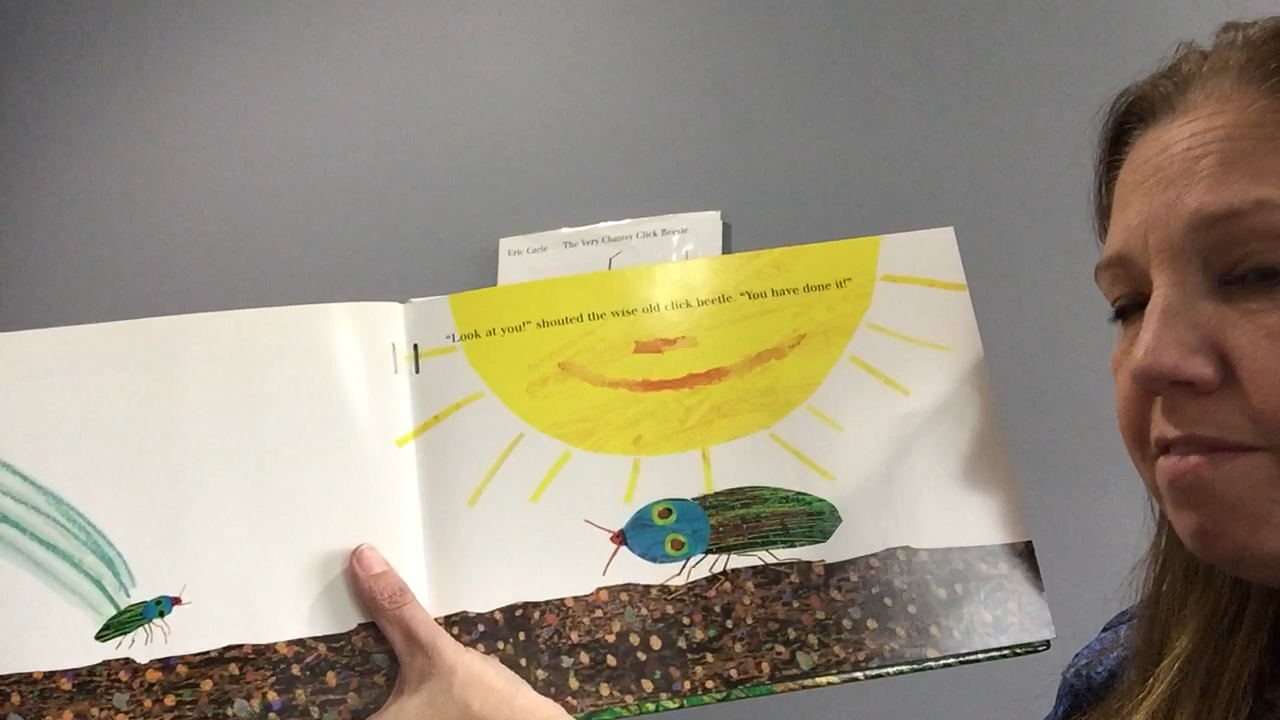 Eric Carle The Very Clumsy Click Beetle
"Look at you!" shouted the wise old click beetle. "You have done it!"